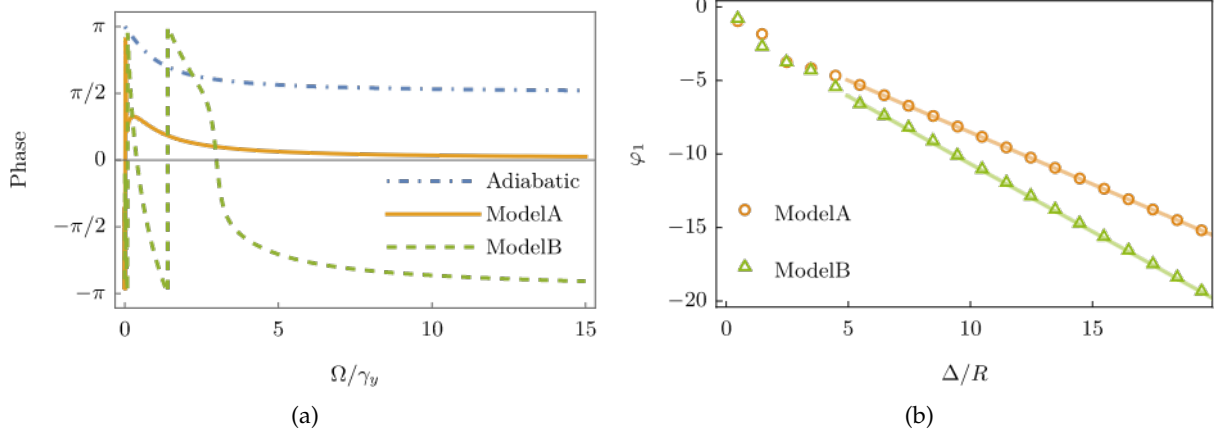 π
π/2
0
−π/2
−π
Phase
Adiabatic
ModelA
ModelB
0 5 10 15
Ω/γy
(a)
0
−5
−10
−15
−20
φ1
ModelA
ModelB
0 5 10 15
Δ/R
(b)